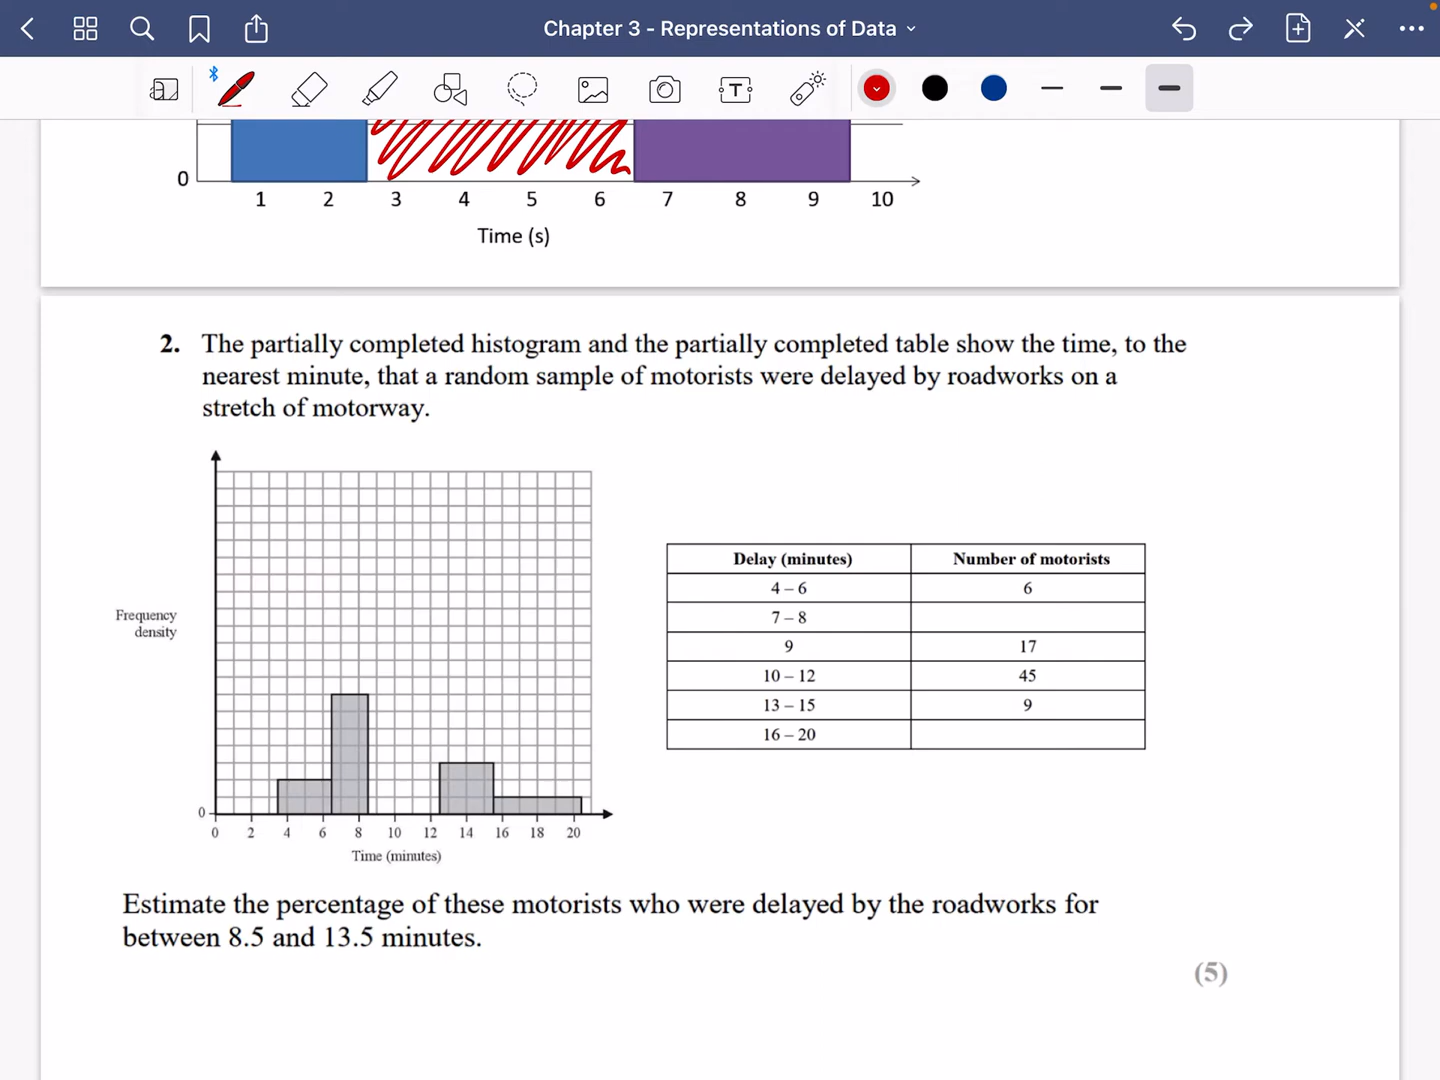 Chapter 3 - Representations of Data
T
0
1 2 3 4 5 6 7 8 9 10
Time (s)
2. The partially completed histogram and the partially completed table show the time, to the
nearest minute, that a random sample of motorists were delayed by roadworks on a
stretch of motorway.
Frequency
density
0
0 2 4 6 8 10 12 14 16 18 20
Time (minutes)
Delay (minutes) Number of motorists
4 – 6 6
7 – 8
9 17
10 – 12 45
13 – 15 9
16 – 20
Estimate the percentage of these motorists who were delayed by the roadworks for
between 8.5 and 13.5 minutes.
(5)